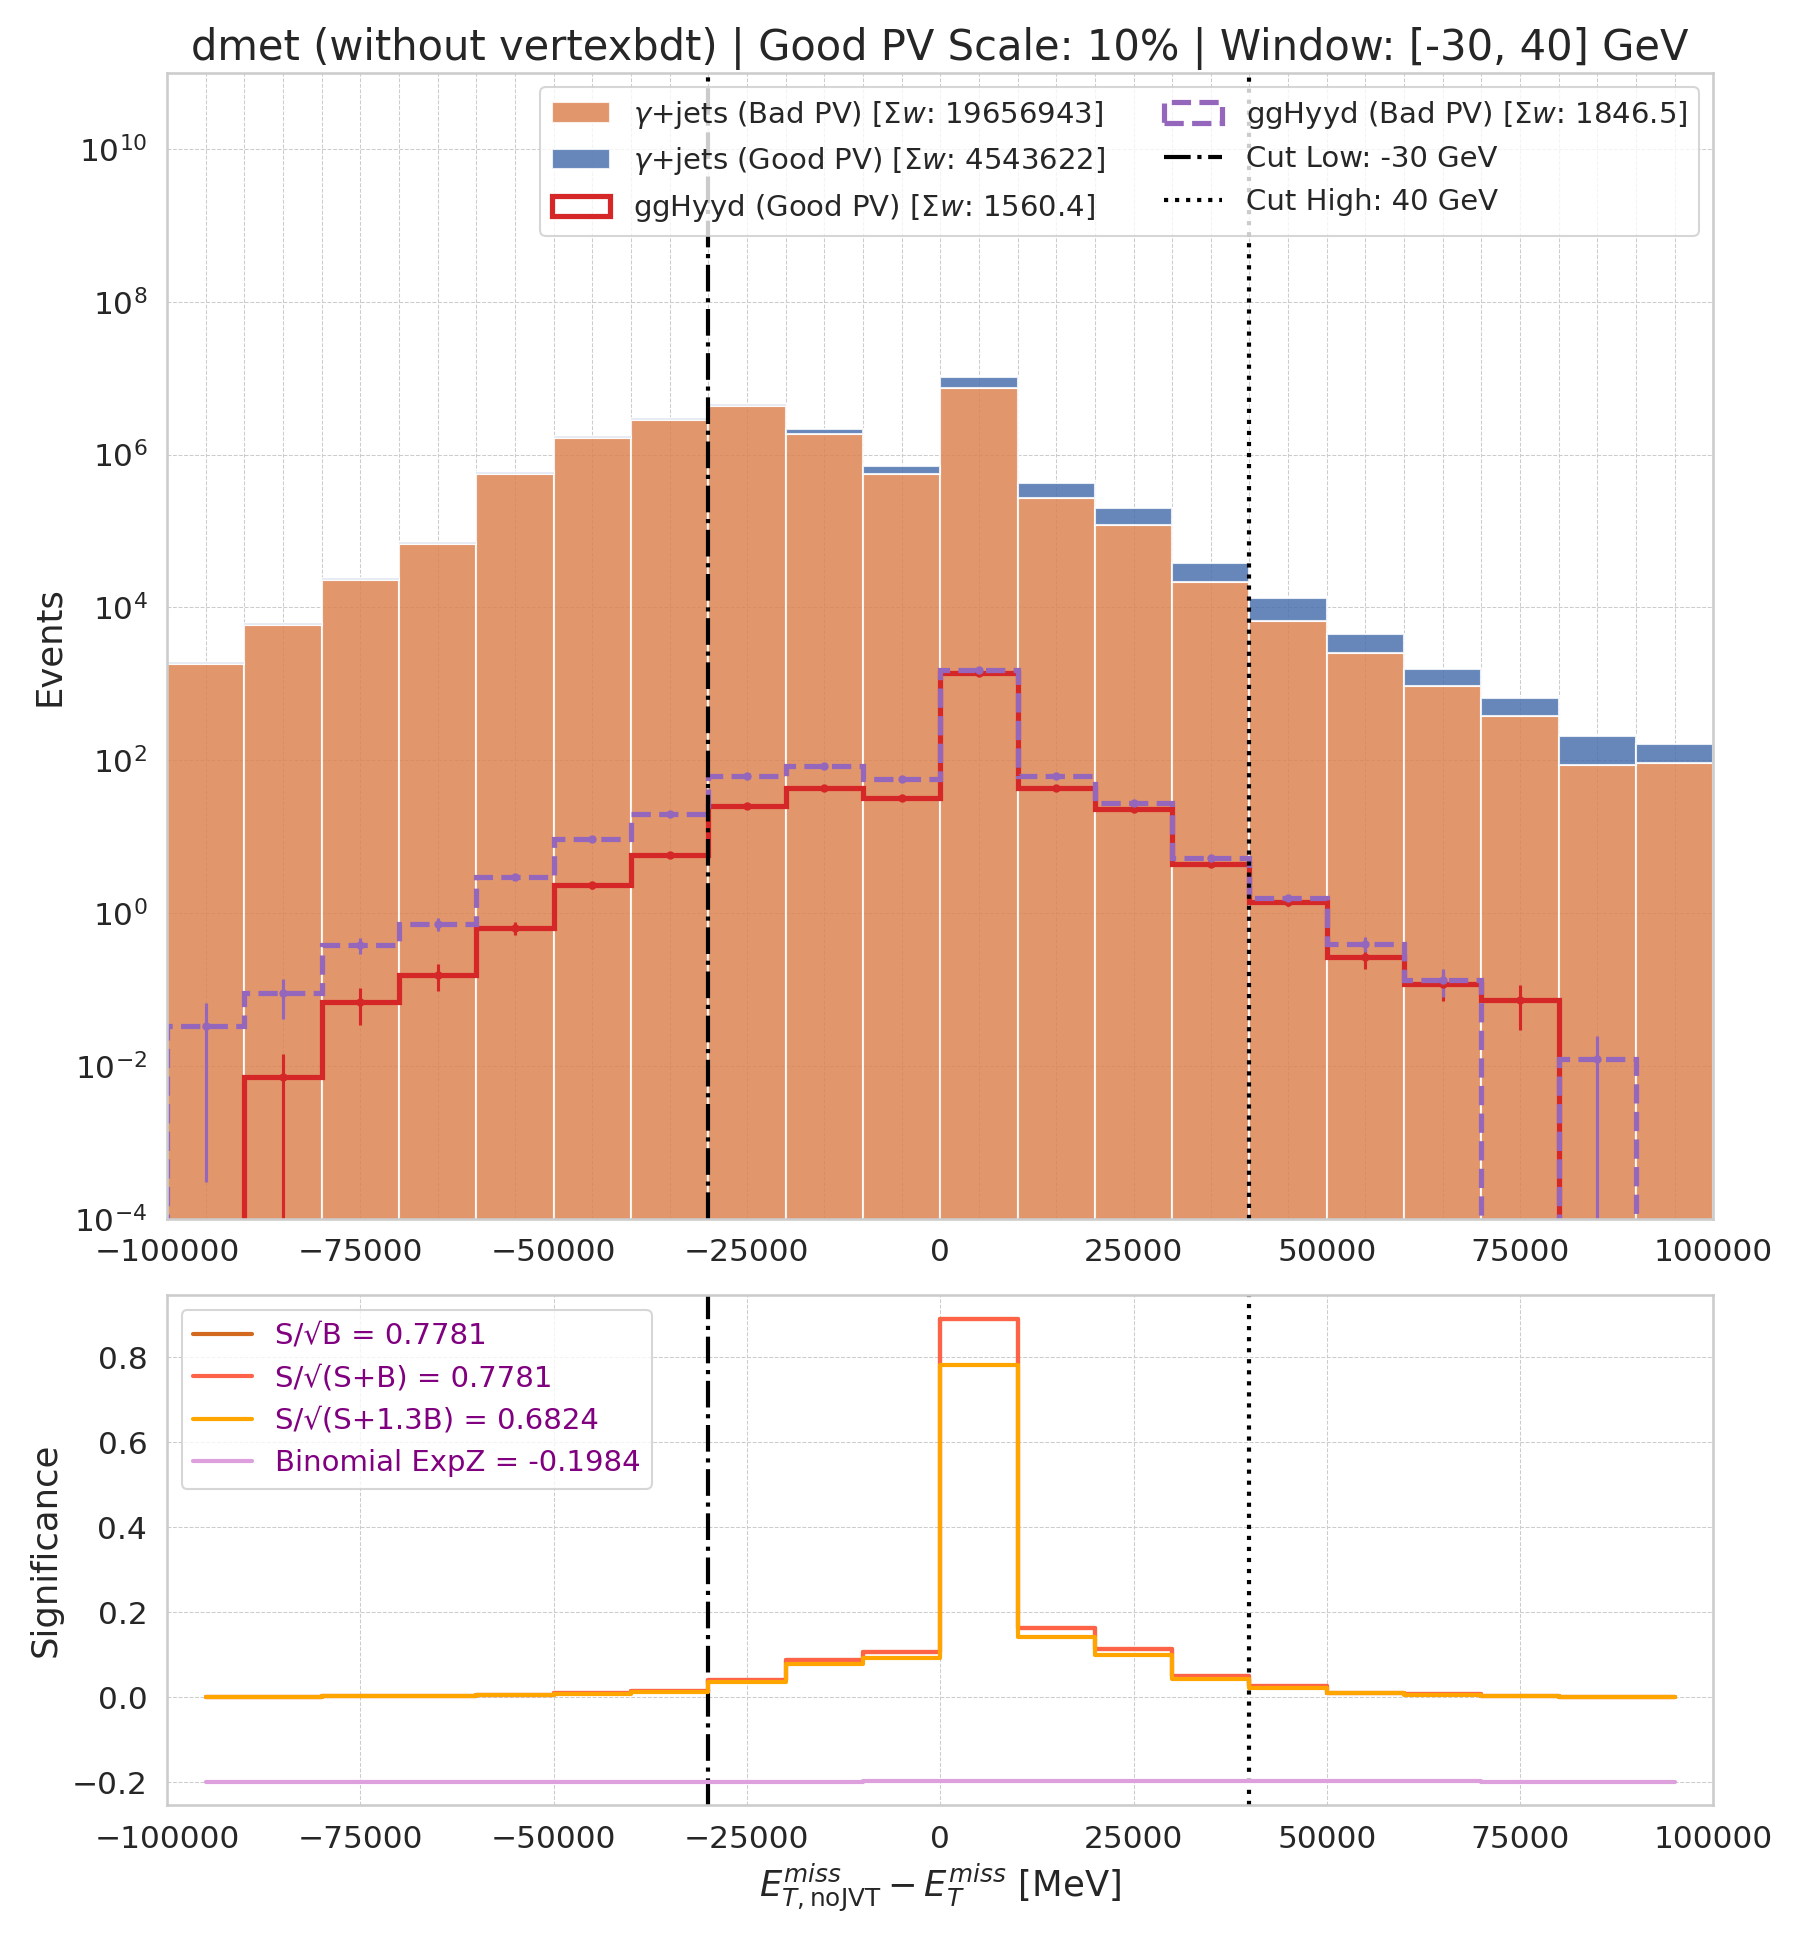 dmet (without vertexbdt) | Good PV Scale: 10% | Window: [-30, 40] GeV
γ+jets (Bad PV) [Σw: 19656943]
γ+jets (Good PV) [Σw: 4543622]
ggHyyd (Good PV) [Σw: 1560.4]
ggHyyd (Bad PV) [Σw: 1846.5]
Cut Low: -30 GeV
Cut High: 40 GeV
Events
10^10
10^8
10^6
10^4
10^2
10^0
10^−2
10^−4
−100000 −75000 −50000 −25000 0 25000 50000 75000 100000
S/√B = 0.7781
S/√(S+B) = 0.7781
S/√(S+1.3B) = 0.6824
Binomial ExpZ = -0.1984
Significance
0.8
0.6
0.4
0.2
0.0
−0.2
−100000 −75000 −50000 −25000 0 25000 50000 75000 100000
E_{T,noJVT}^{miss} − E_T^{miss} [MeV]